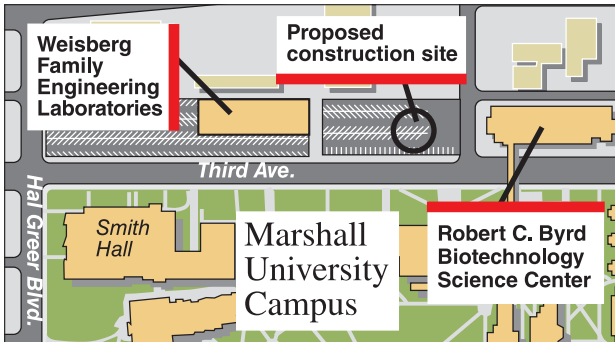 Weisberg
Family
Engineering
Laboratories
Proposed
construction site
Third Ave.
Hal Greer Blvd.
Smith
Hall
Marshall
University
Campus
Robert C. Byrd
Biotechnology
Science Center